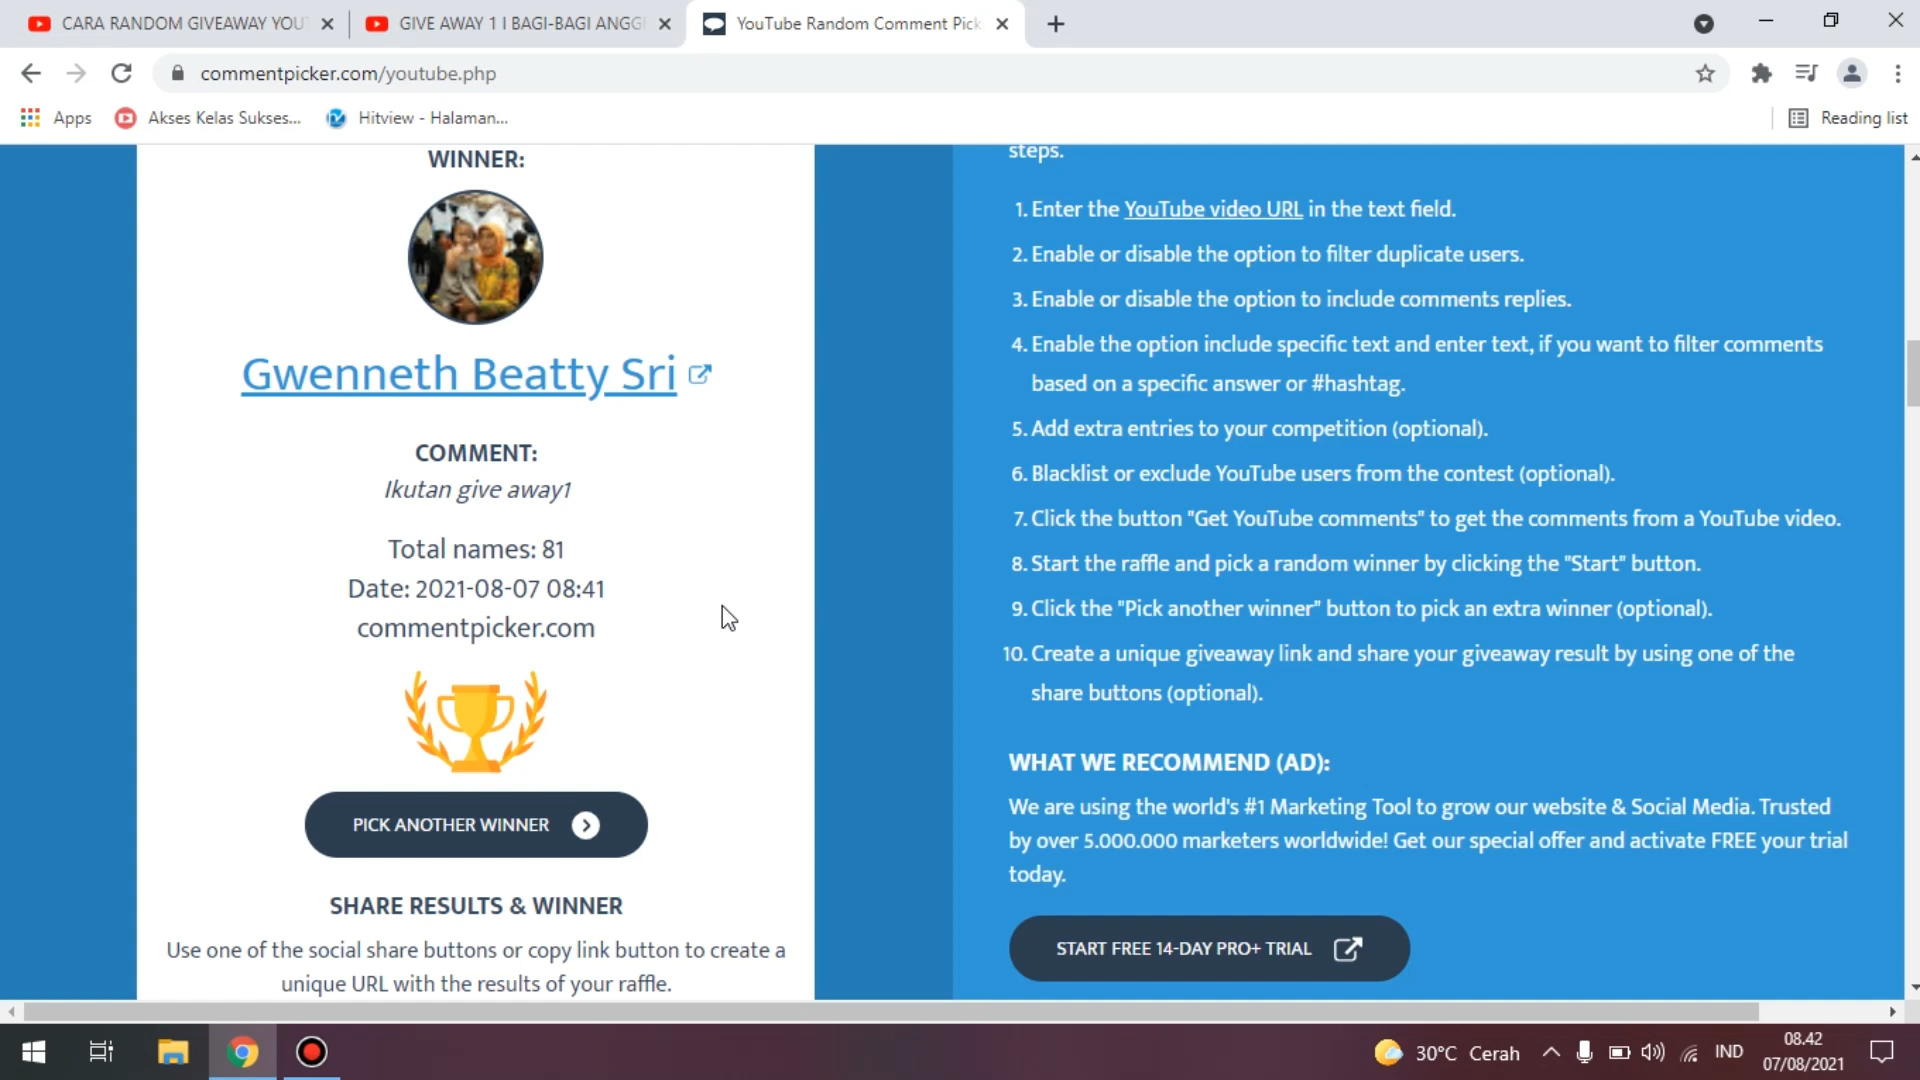 CARA RANDOM GIVEAWAY YOU
GIVE AWAY 1 I BAGI-BAGI ANGG
YouTube Random Comment Pick
commentpicker.com/youtube.php
Apps
Akses Kelas Sukses...
Hitview - Halaman...
Reading list
WINNER:
Gwenneth Beatty Sri
COMMENT:
Ikutan give away1
Total names: 81
Date: 2021-08-07 08:41
commentpicker.com
PICK ANOTHER WINNER
SHARE RESULTS & WINNER
Use one of the social share buttons or copy link button to create a
unique URL with the results of your raffle.
steps.
1. Enter the YouTube video URL in the text field.
2. Enable or disable the option to filter duplicate users.
3. Enable or disable the option to include comments replies.
4. Enable the option include specific text and enter text, if you want to filter comments
based on a specific answer or #hashtag.
5. Add extra entries to your competition (optional).
6. Blacklist or exclude YouTube users from the contest (optional).
7. Click the button "Get YouTube comments" to get the comments from a YouTube video.
8. Start the raffle and pick a random winner by clicking the "Start" button.
9. Click the "Pick another winner" button to pick an extra winner (optional).
10. Create a unique giveaway link and share your giveaway result by using one of the
share buttons (optional).
WHAT WE RECOMMEND (AD):
We are using the world's #1 Marketing Tool to grow our website & Social Media. Trusted
by over 5.000.000 marketers worldwide! Get our special offer and activate FREE your trial
today.
START FREE 14-DAY PRO+ TRIAL
30°C Cerah
IND
08.42
07/08/2021